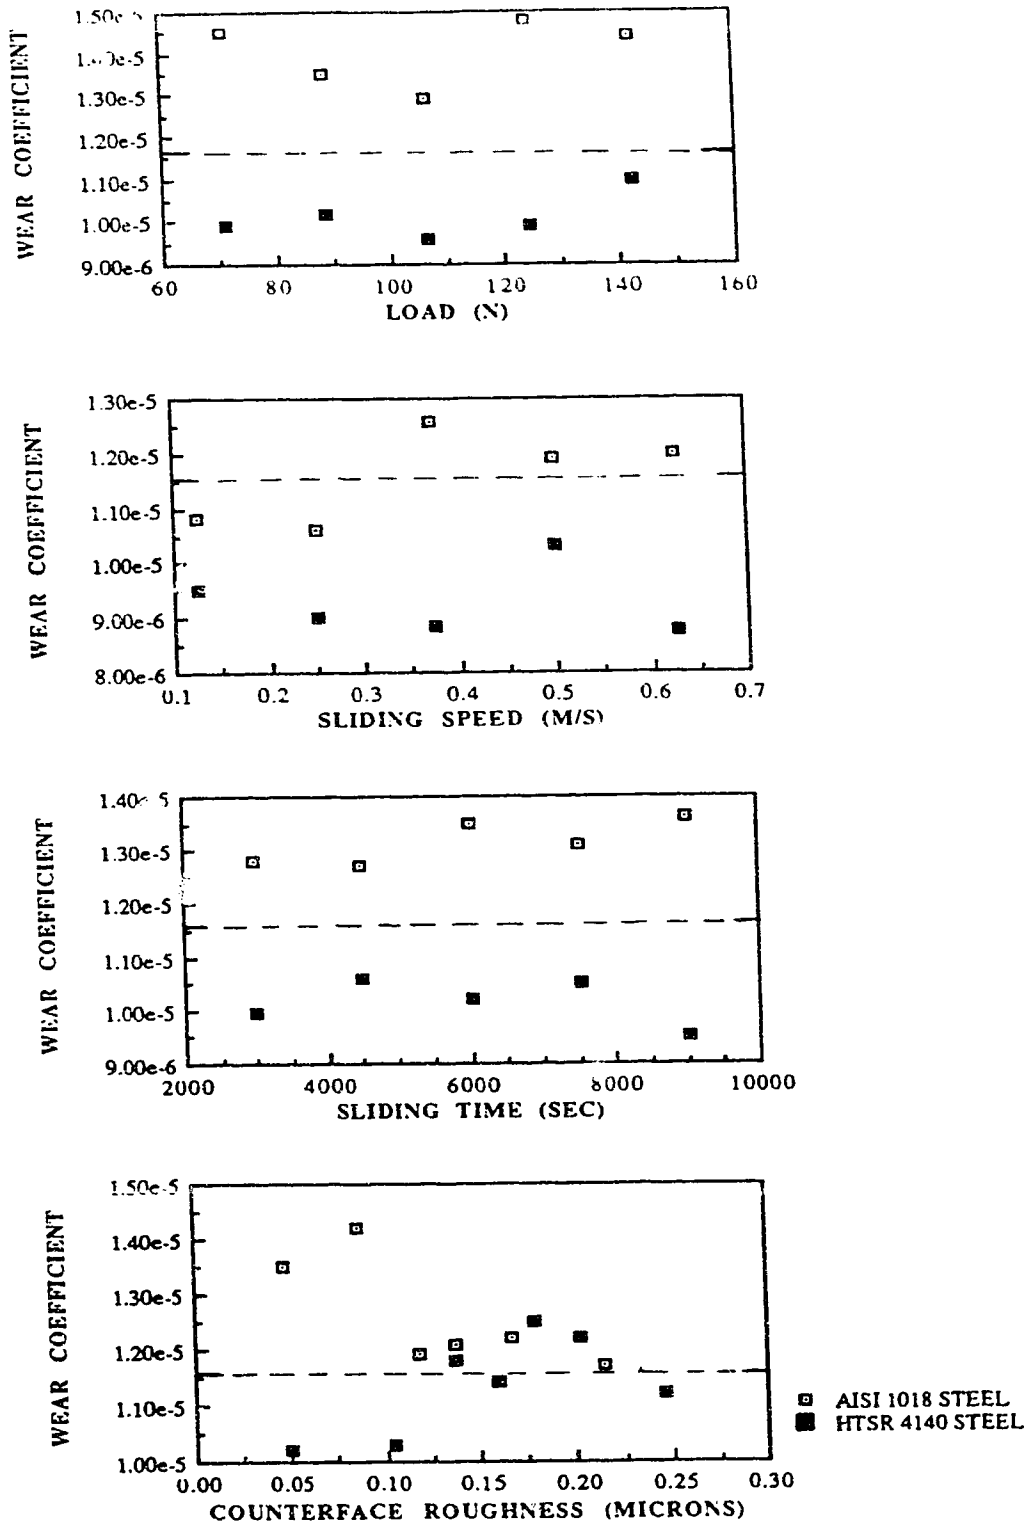 WEAR COEFFICIENT
1.30e-5
1.20e-5
1.10e-5
1.00e-5
9.00e-6
60 80 100 120 140 160
LOAD (N)
WEAR COEFFICIENT
1.30e-5
1.20e-5
1.10e-5
1.00e-5
9.00e-6
8.00e-6
0.1 0.2 0.3 0.4 0.5 0.6 0.7
SLIDING SPEED (M/S)
WEAR COEFFICIENT
1.30e-5
1.20e-5
1.10e-5
1.00e-5
9.00e-6
2000 4000 6000 8000 10000
SLIDING TIME (SEC)
WEAR COEFFICIENT
1.50e-5
1.40e-5
1.30e-5
1.20e-5
1.10e-5
1.00e-5
0.00 0.05 0.10 0.15 0.20 0.25 0.30
COUNTERFACE ROUGHNESS (MICRONS)
AISI 1018 STEEL
HTSR 4140 STEEL